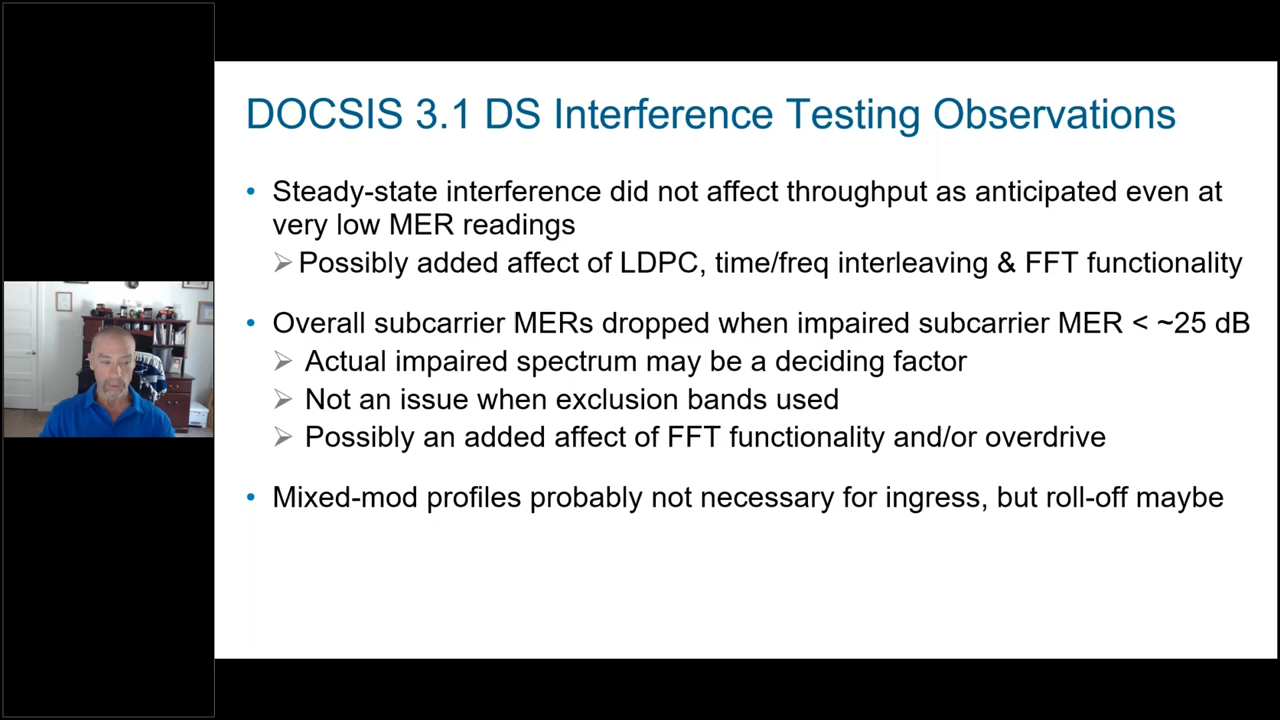 DOCSIS 3.1 DS Interference Testing Observations
• Steady-state interference did not affect throughput as anticipated even at
very low MER readings
➢ Possibly added affect of LDPC, time/freq interleaving & FFT functionality
• Overall subcarrier MERs dropped when impaired subcarrier MER < ~25 dB
➢ Actual impaired spectrum may be a deciding factor
➢ Not an issue when exclusion bands used
➢ Possibly an added affect of FFT functionality and/or overdrive
• Mixed-mod profiles probably not necessary for ingress, but roll-off maybe